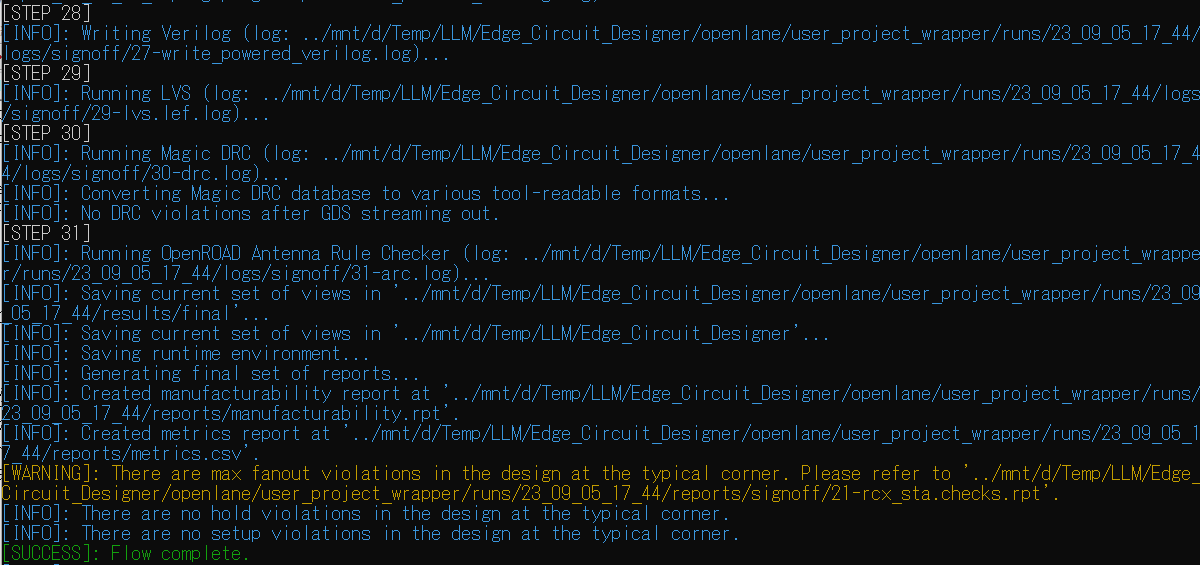 [STEP 28]
[INFO]: Writing Verilog (log: ../mnt/d/Temp/LLM/Edge_Circuit_Designer/openlane/user_project_wrapper/runs/23_09_05_17_44/
logs/signoff/27-write_powered_verilog.log)...
[STEP 29]
[INFO]: Running LVS (log: ../mnt/d/Temp/LLM/Edge_Circuit_Designer/openlane/user_project_wrapper/runs/23_09_05_17_44/logs
/signoff/29-lvs.lef.log)...
[STEP 30]
[INFO]: Running Magic DRC (log: ../mnt/d/Temp/LLM/Edge_Circuit_Designer/openlane/user_project_wrapper/runs/23_09_05_17_4
4/logs/signoff/30-drc.log)...
[INFO]: Converting Magic DRC database to various tool-readable formats...
[INFO]: No DRC violations after GDS streaming out.
[STEP 31]
[INFO]: Running OpenROAD Antenna Rule Checker (log: ../mnt/d/Temp/LLM/Edge_Circuit_Designer/openlane/user_project_wrappe
r/runs/23_09_05_17_44/logs/signoff/31-arc.log)...
[INFO]: Saving current set of views in '../mnt/d/Temp/LLM/Edge_Circuit_Designer/openlane/user_project_wrapper/runs/23_09
_05_17_44/results/final'...
[INFO]: Saving current set of views in '../mnt/d/Temp/LLM/Edge_Circuit_Designer'...
[INFO]: Saving runtime environment...
[INFO]: Generating final set of reports...
[INFO]: Created manufacturability report at '../mnt/d/Temp/LLM/Edge_Circuit_Designer/openlane/user_project_wrapper/runs/
23_09_05_17_44/reports/manufacturability.rpt'.
[INFO]: Created metrics report at '../mnt/d/Temp/LLM/Edge_Circuit_Designer/openlane/user_project_wrapper/runs/23_09_05_1
7_44/reports/metrics.csv'.
[WARNING]: There are max fanout violations in the design at the typical corner. Please refer to '../mnt/d/Temp/LLM/Edge_
Circuit_Designer/openlane/user_project_wrapper/runs/23_09_05_17_44/reports/signoff/21-rcx_sta.checks.rpt'.
[INFO]: There are no hold violations in the design at the typical corner.
[INFO]: There are no setup violations in the design at the typical corner.
[SUCCESS]: Flow complete.